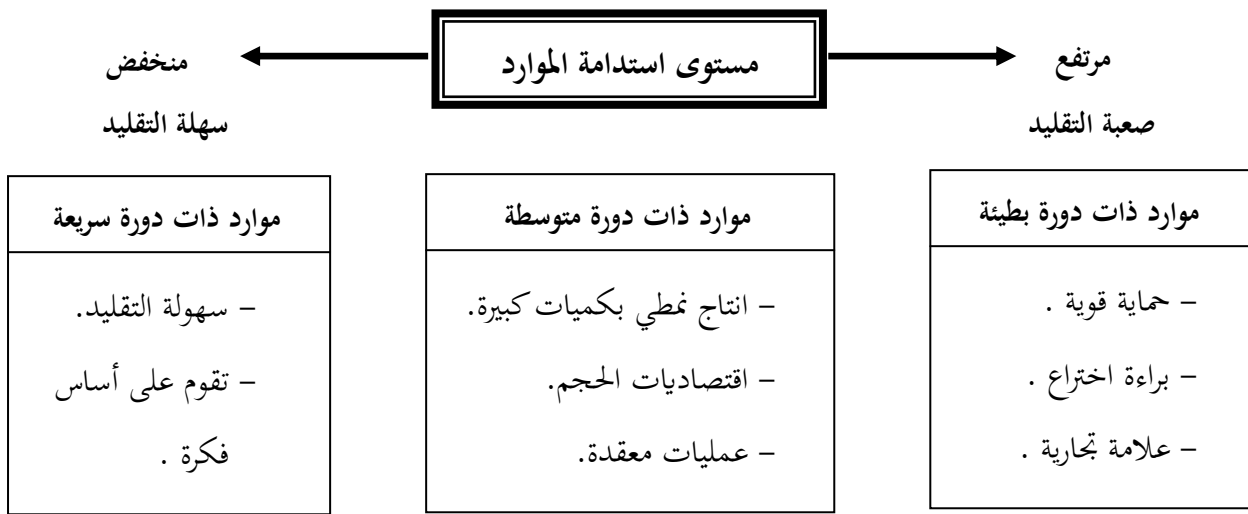 مستوى استدامة الموارد
مرتفع
صعبة التقليد
منخفض
سهلة التقليد
موارد ذات دورة بطيئة
– حماية قوية .
– براءة اختراع .
– علامة تجارية .
موارد ذات دورة متوسطة
– انتاج نمطي بكميات كبيرة.
– اقتصاديات الحجم.
– عمليات معقدة.
موارد ذات دورة سريعة
– سهولة التقليد.
– تقوم على أساس
فكرة .